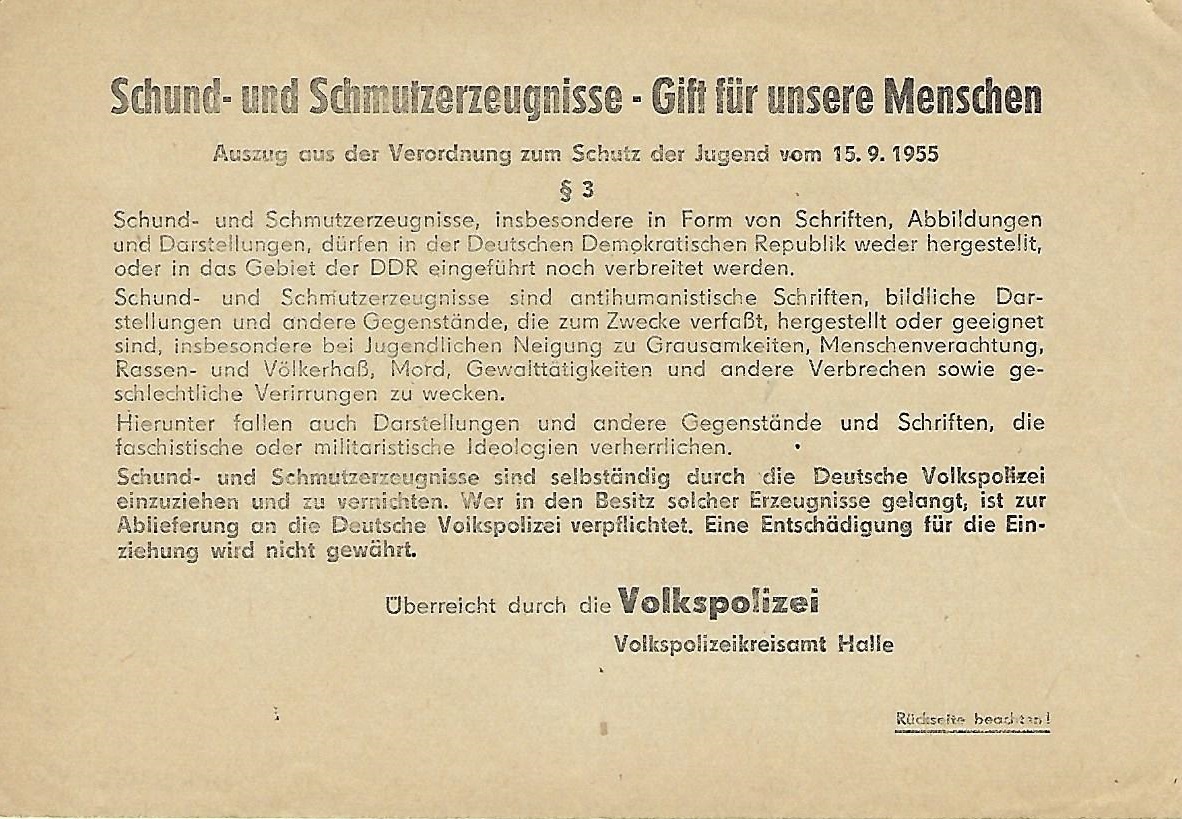 Schund- und Schmutzerzeugnisse - Gift für unsere Menschen
Auszug aus der Verordnung zum Schutz der Jugend vom 15. 9. 1955
§ 3
Schund- und Schmutzerzeugnisse, insbesondere in Form von Schriften, Abbildungen
und Darstellungen, dürfen in der Deutschen Demokratischen Republik weder hergestellt,
oder in das Gebiet der DDR eingeführt noch verbreitet werden.
Schund- und Schmutzerzeugnisse sind antihumanistische Schriften, bildliche Dar-
stellungen und andere Gegenstände, die zum Zwecke verfaßt, hergestellt oder geeignet
sind, insbesondere bei Jugendlichen Neigung zu Grausamkeiten, Menschenverachtung,
Rassen- und Völkerhaß, Mord, Gewalttätigkeiten und andere Verbrechen sowie ge-
schlechtliche Verirrungen zu wecken.
Hierunter fallen auch Darstellungen und andere Gegenstände und Schriften, die
faschistische oder militaristische Ideologien verherrlichen.
Schund- und Schmutzerzeugnisse sind selbständig durch die Deutsche Volkspolizei
einzuziehen und zu vernichten. Wer in den Besitz solcher Erzeugnisse gelangt, ist zur
Ablieferung an die Deutsche Volkspolizei verpflichtet. Eine Entschädigung für die Ein-
ziehung wird nicht gewährt.
Überreicht durch die Volkspolizei
Volkspolizeikreisamt Halle
Rückseite beachten!